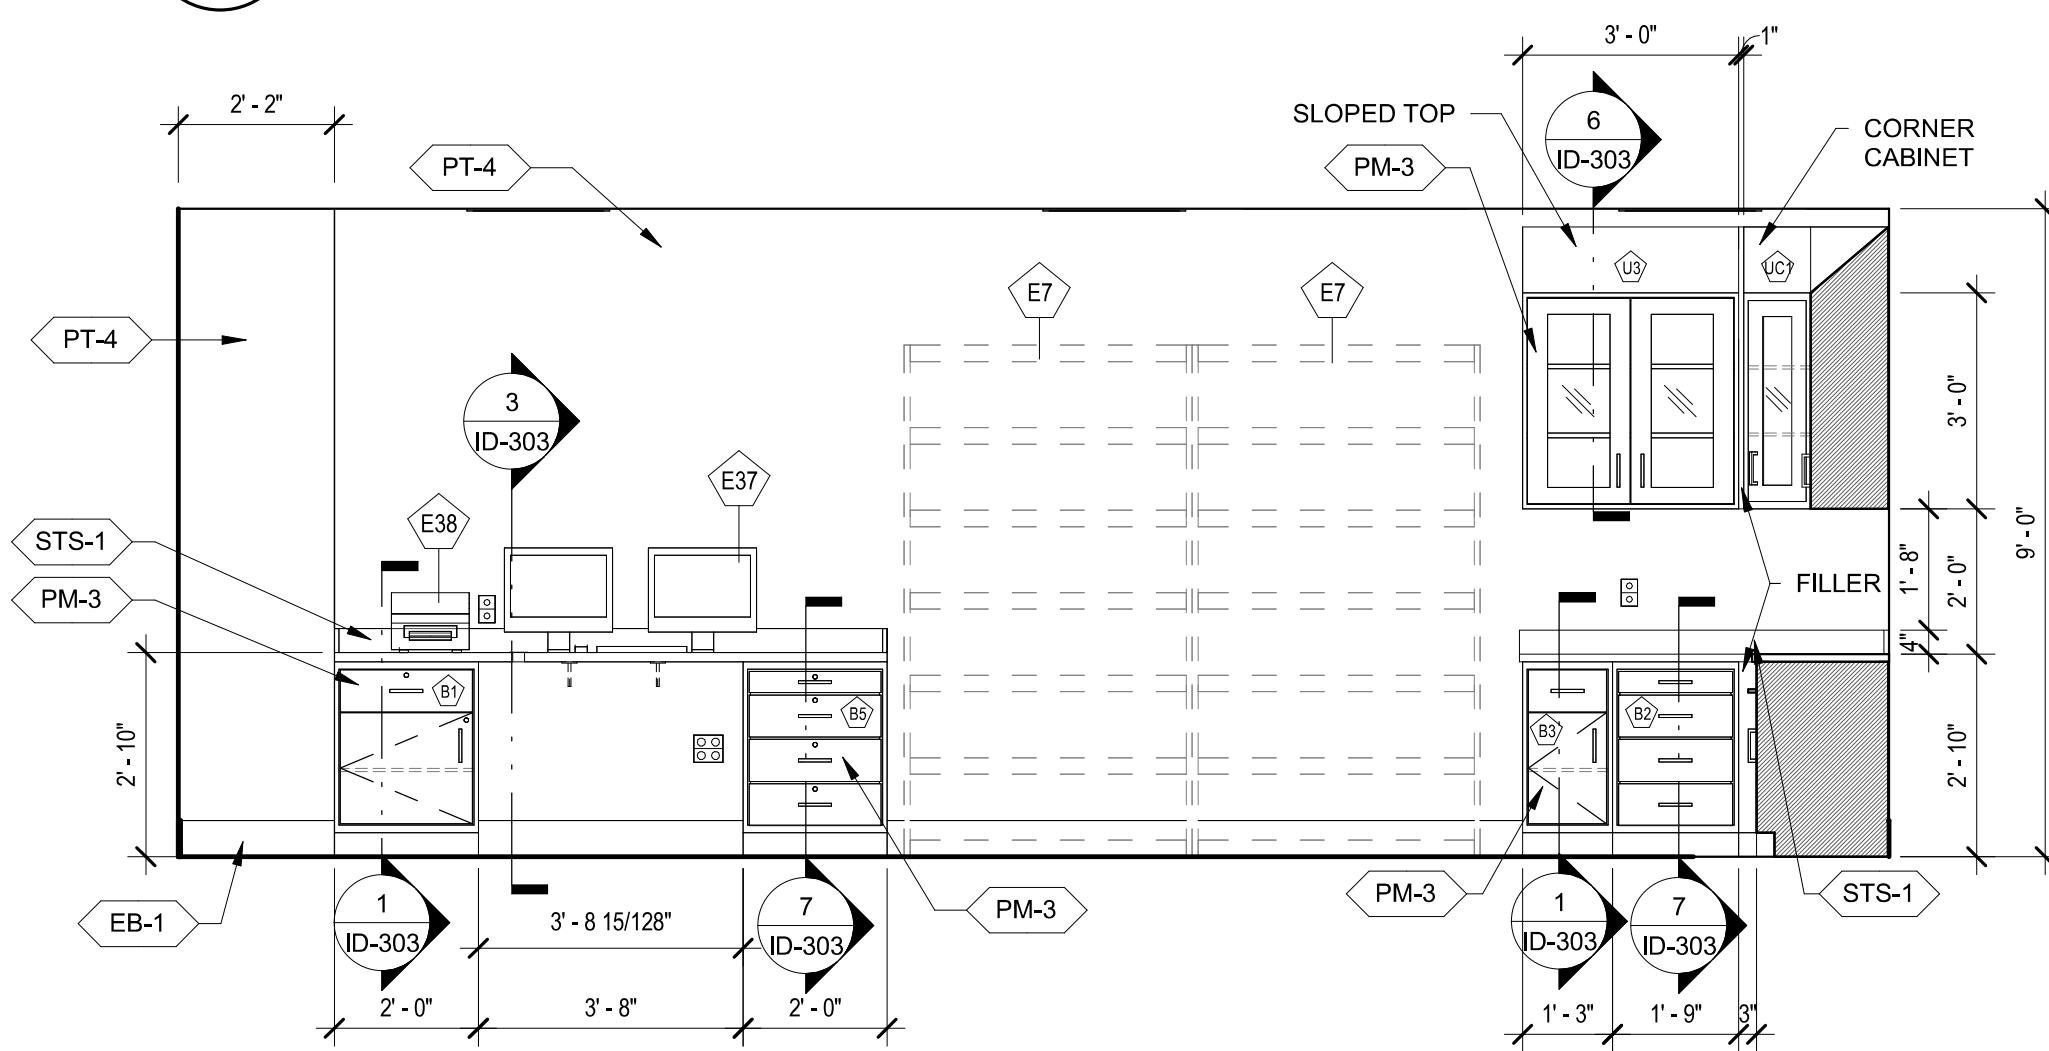 3' - 0"
1"
2' - 2"
SLOPED TOP
6
ID-303
CORNER
CABINET
PT-4
PM-3
U3
UC1
E7
E7
PT-4
3
ID-303
3' - 0"
E37
E38
STS-1
PM-3
1' - 8"
2' - 0"
9' - 0"
FILLER
4"
B1
B5
B3
B2
2' - 10"
2' - 10"
EB-1
1
ID-303
3' - 8 15/128"
7
ID-303
PM-3
PM-3
1
ID-303
7
ID-303
STS-1
2' - 0"
3' - 8"
2' - 0"
1' - 3"
1' - 9"
3"